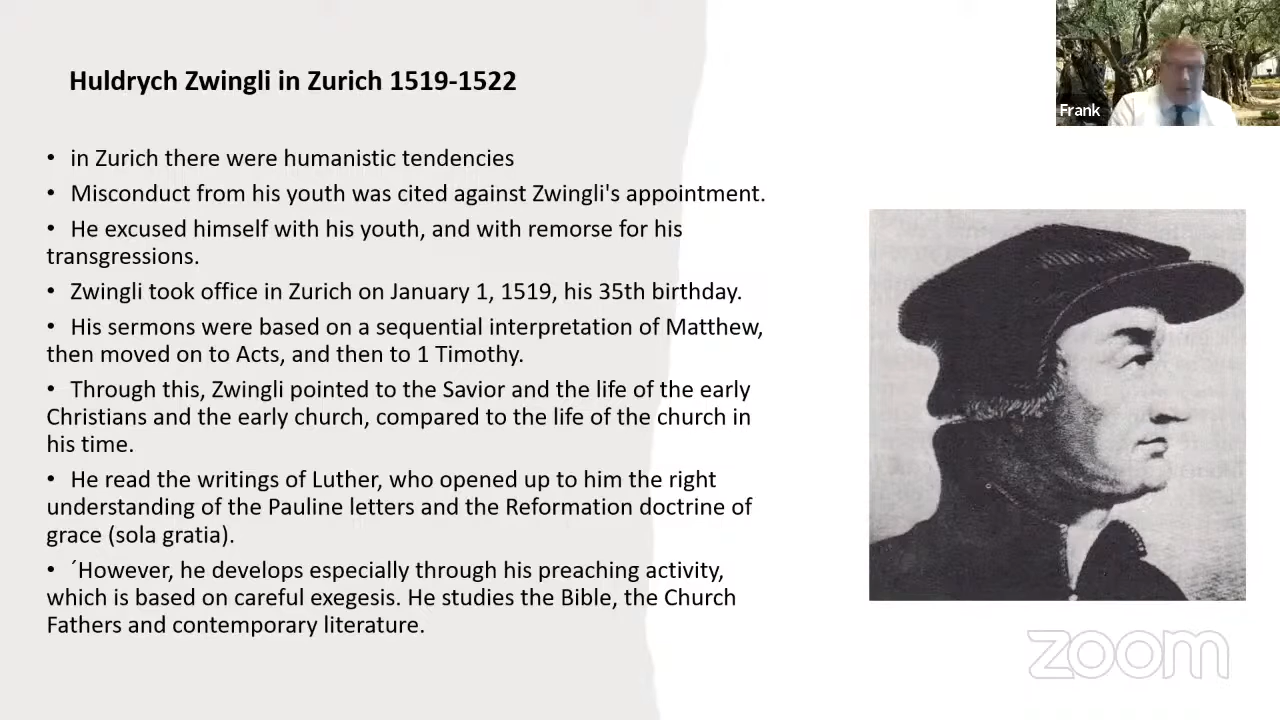 Huldrych Zwingli in Zurich 1519-1522
Frank
• in Zurich there were humanistic tendencies
• Misconduct from his youth was cited against Zwingli's appointment.
• He excused himself with his youth, and with remorse for his
transgressions.
• Zwingli took office in Zurich on January 1, 1519, his 35th birthday.
• His sermons were based on a sequential interpretation of Matthew,
then moved on to Acts, and then to 1 Timothy.
• Through this, Zwingli pointed to the Savior and the life of the early
Christians and the early church, compared to the life of the church in
his time.
• He read the writings of Luther, who opened up to him the right
understanding of the Pauline letters and the Reformation doctrine of
grace (sola gratia).
• ´However, he develops especially through his preaching activity,
which is based on careful exegesis. He studies the Bible, the Church
Fathers and contemporary literature.
zoom